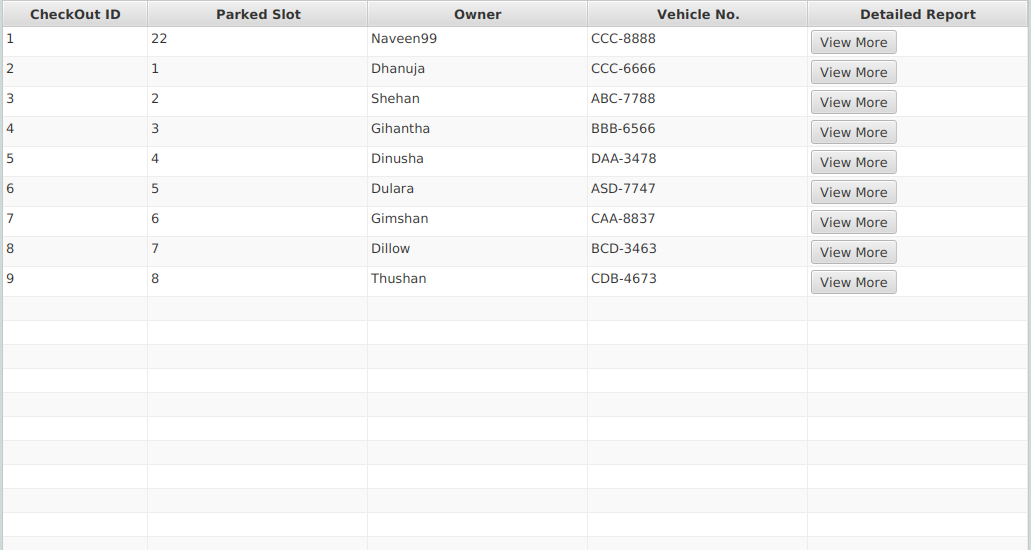 CheckOut ID Parked Slot Owner Vehicle No. Detailed Report
1 22 Naveen99 CCC-8888 View More
2 1 Dhanuja CCC-6666 View More
3 2 Shehan ABC-7788 View More
4 3 Gihantha BBB-6566 View More
5 4 Dinusha DAA-3478 View More
6 5 Dulara ASD-7747 View More
7 6 Gimshan CAA-8837 View More
8 7 Dillow BCD-3463 View More
9 8 Thushan CDB-4673 View More